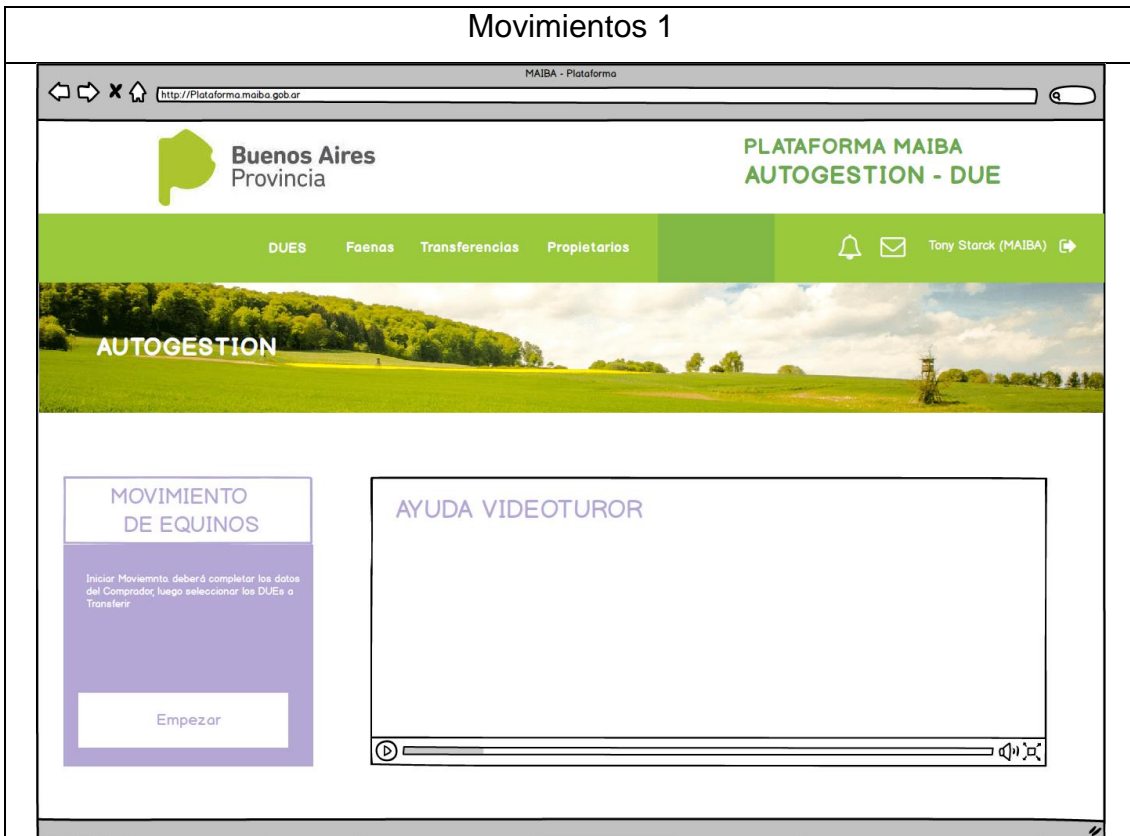 Movimientos 1
MAIBA - Plataforma
http://Plataforma.maiba.gob.ar
Buenos Aires
Provincia
PLATAFORMA MAIBA
AUTOGESTION - DUE
DUES Faenas Transferencias Propietarios Tony Starck (MAIBA)
AUTOGESTION
MOVIMIENTO
DE EQUINOS
Iniciar Moviemnto. deberá completar los datos
del Comprador, luego seleccionar los DUEs a
Transferir
Empezar
AYUDA VIDEOTUROR